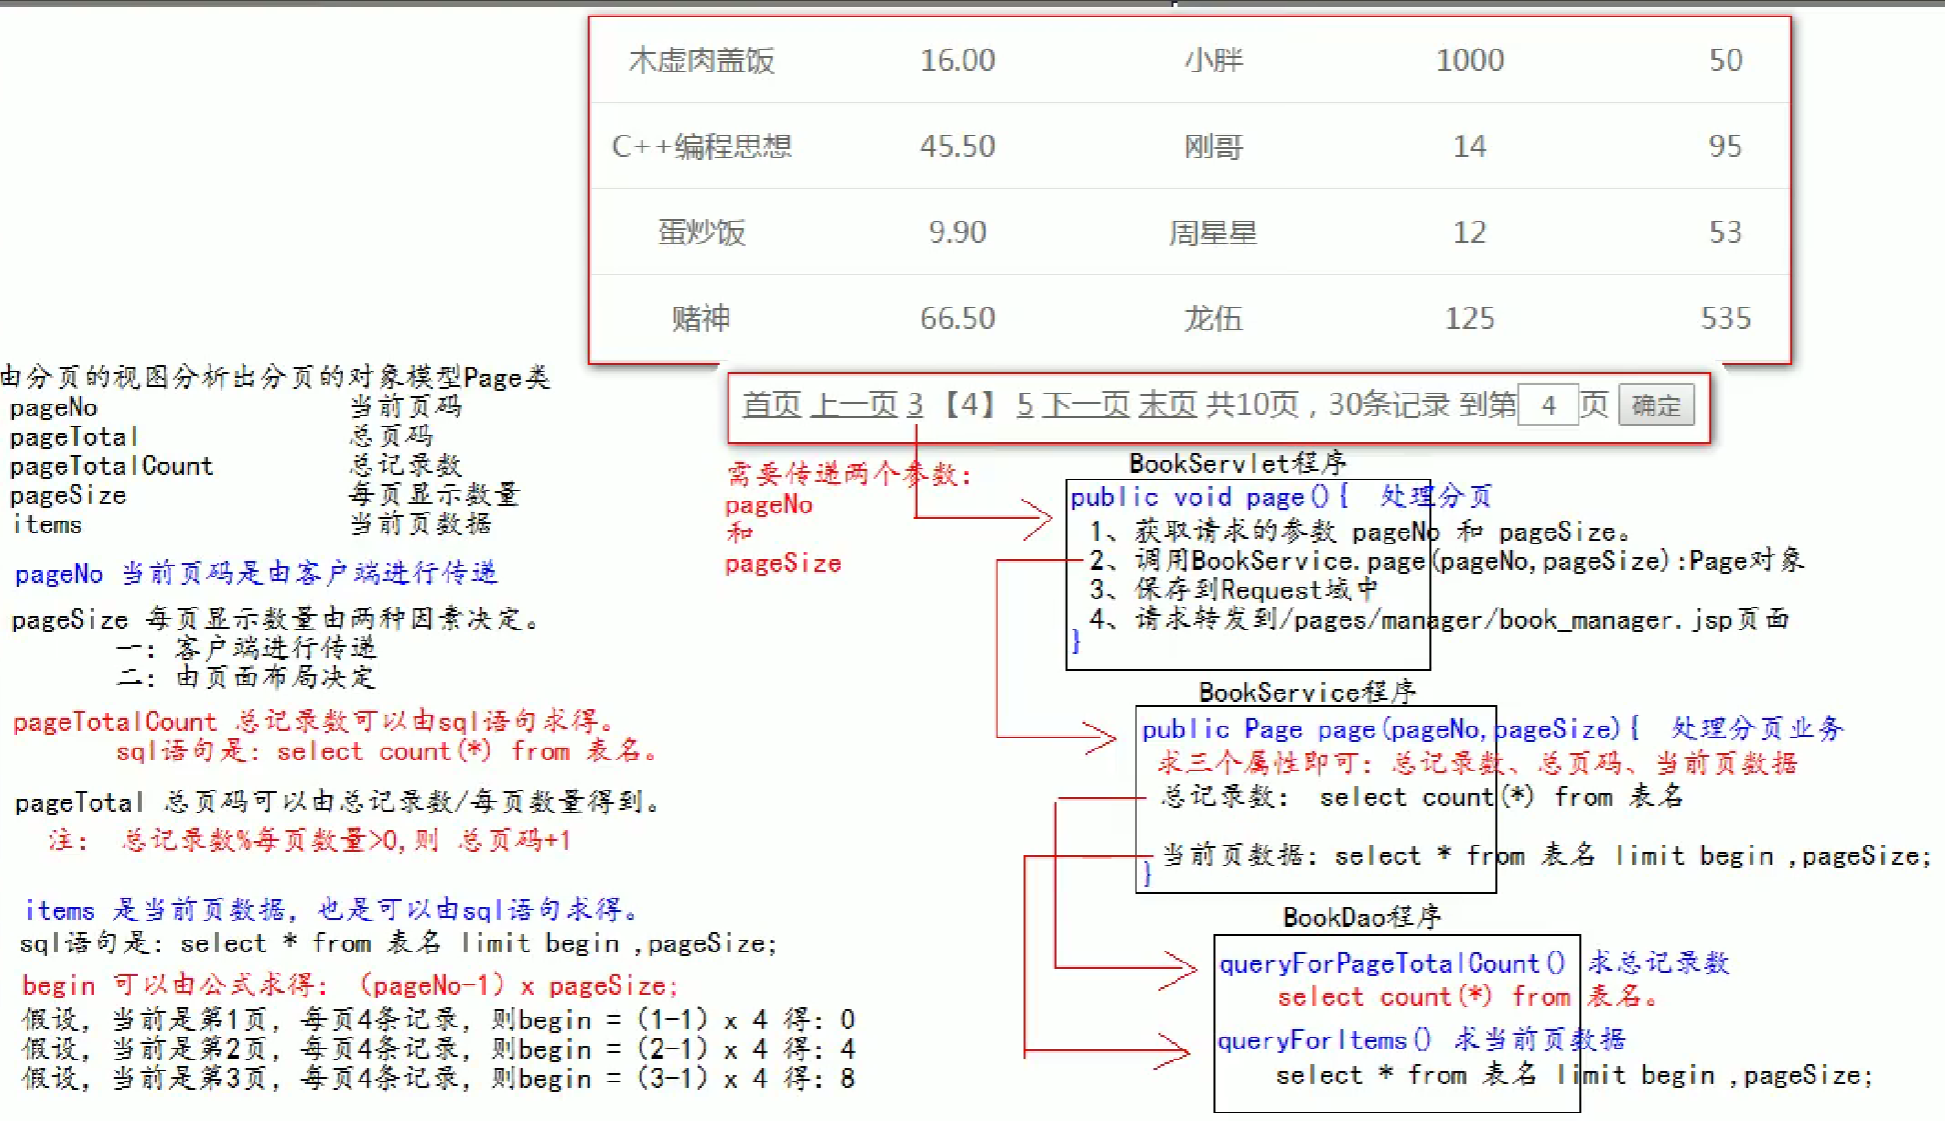 木虚肉盖饭 16.00 小胖 1000 50
C++编程思想 45.50 刚哥 14 95
蛋炒饭 9.90 周星星 12 53
赌神 66.50 龙伍 125 535
首页 上一页 3 【4】 5 下一页 末页 共10页，30条记录 到第 4 页 确定
由分页的视图分析出分页的对象模型Page类
pageNo 当前页码
pageTotal 总页码
pageTotalCount 总记录数
pageSize 每页显示数量
items 当前页数据
pageNo 当前页码是由客户端进行传递
pageSize 每页显示数量由两种因素决定。
一：客户端进行传递
二：由页面布局决定
pageTotalCount 总记录数可以由sql语句求得。
sql语句是：select count(*) from 表名。
pageTotal 总页码可以由总记录数/每页数量得到。
注： 总记录数%每页数量>0,则 总页码+1
items 是当前页数据，也是可以由sql语句求得。
sql语句是：select * from 表名 limit begin ,pageSize;
begin 可以由公式求得：（pageNo-1）x pageSize;
假设，当前是第1页，每页4条记录，则begin =（1-1）x 4 得：0
假设，当前是第2页，每页4条记录，则begin =（2-1）x 4 得：4
假设，当前是第3页，每页4条记录，则begin =（3-1）x 4 得：8
需要传递两个参数：
pageNo
和
pageSize
BookServlet程序
public void page(){ 处理分页
1、获取请求的参数 pageNo 和 pageSize。
2、调用BookService.page(pageNo,pageSize):Page对象
3、保存到Request域中
4、请求转发到/pages/manager/book_manager.jsp页面
}
BookService程序
public Page page(pageNo,pageSize){ 处理分页业务
求三个属性即可：总记录数、总页码、当前页数据
总记录数： select count(*) from 表名
当前页数据：select * from 表名 limit begin ,pageSize;
}
BookDao程序
queryForPageTotalCount() 求总记录数
select count(*) from 表名。
queryForItems() 求当前页数据
select * from 表名 limit begin ,pageSize;